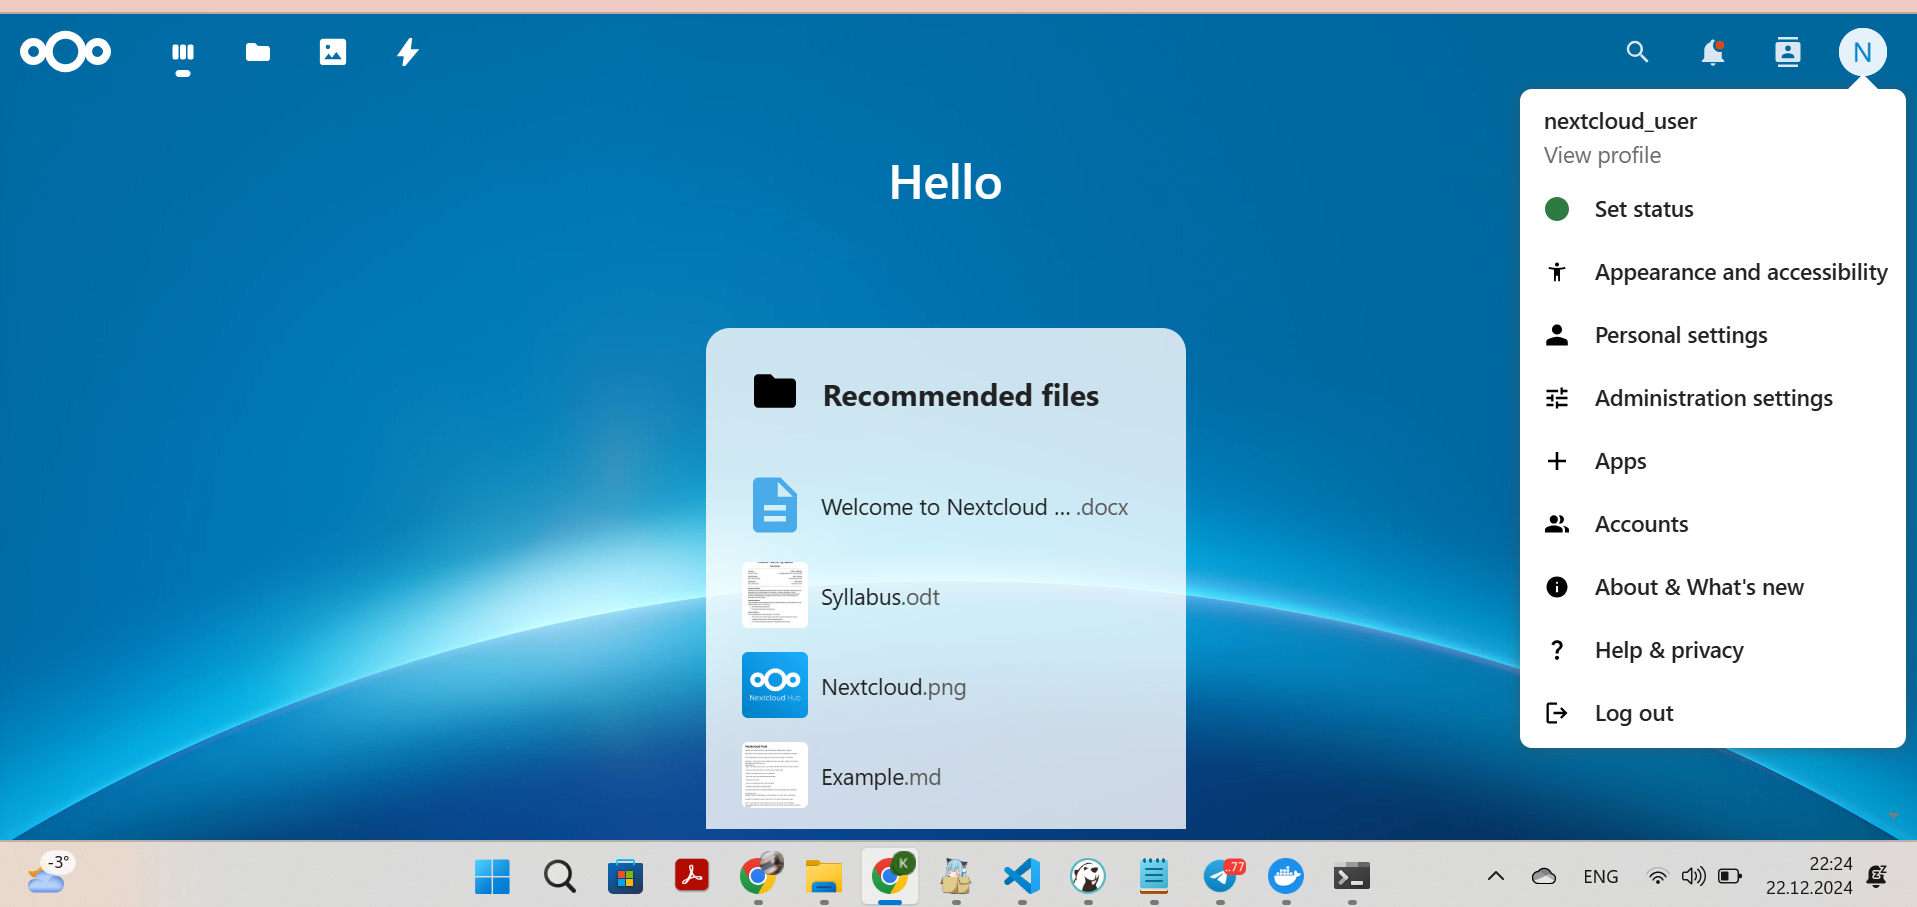 N
nextcloud_user
View profile
Hello
Set status
Appearance and accessibility
Personal settings
Recommended files
Administration settings
Apps
Welcome to Nextcloud ... .docx
Accounts
Syllabus.odt
About & What's new
Help & privacy
Nextcloud.png
Nextcloud Hub
Log out
Example.md
-3°
K
..77
ENG
22:24
22.12.2024